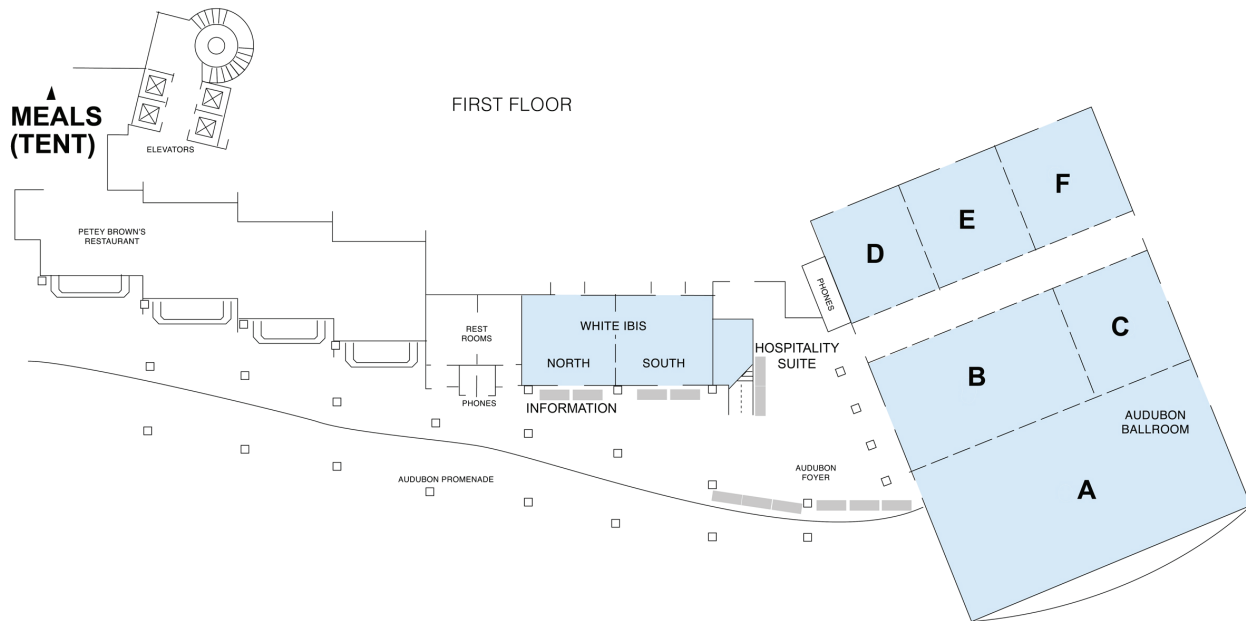 FIRST FLOOR
MEALS
(TENT)
ELEVATORS
PETEY BROWN'S
RESTAURANT
REST
ROOMS
PHONES
WHITE IBIS
NORTH
SOUTH
INFORMATION
HOSPITALITY
SUITE
AUDUBON PROMENADE
AUDUBON
FOYER
PHONES
D
E
F
B
C
AUDUBON
BALLROOM
A